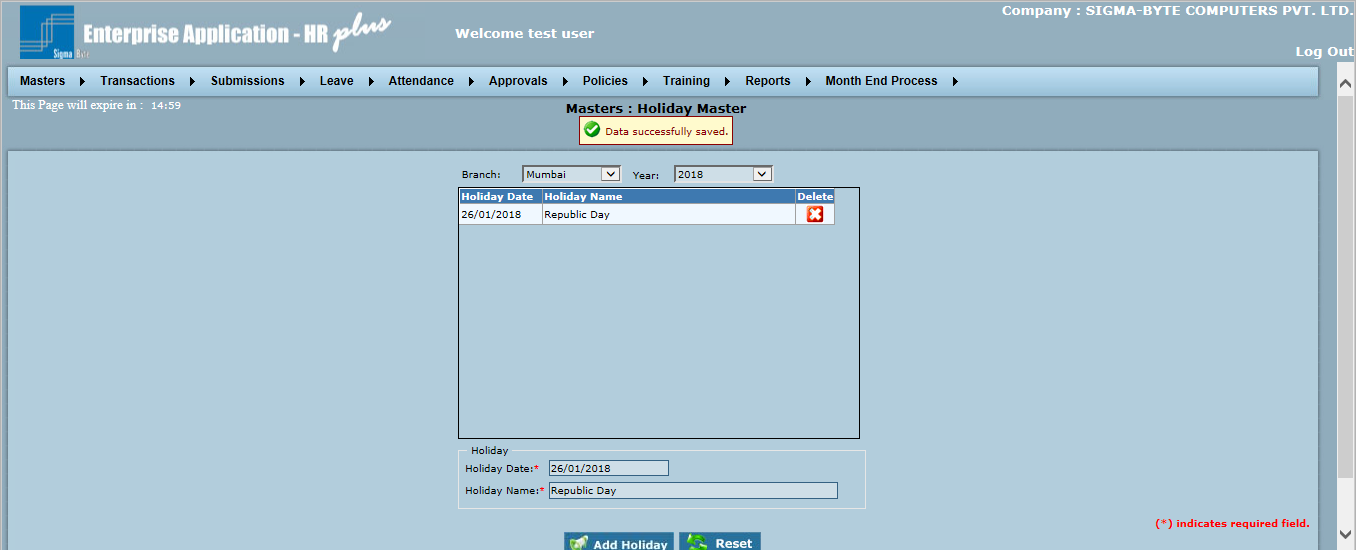 Company : SIGMA-BYTE COMPUTERS PVT. LTD.
Enterprise Application - HR plus
Sigma Byte
Welcome test user
Log Out
Masters Transactions Submissions Leave Attendance Approvals Policies Training Reports Month End Process
This Page will expire in : 14:59
Masters : Holiday Master
Data successfully saved.
Branch: Mumbai Year: 2018
Holiday Date Holiday Name Delete
26/01/2018 Republic Day
Holiday
Holiday Date:* 26/01/2018
Holiday Name:* Republic Day
(*) indicates required field.
Add Holiday Reset